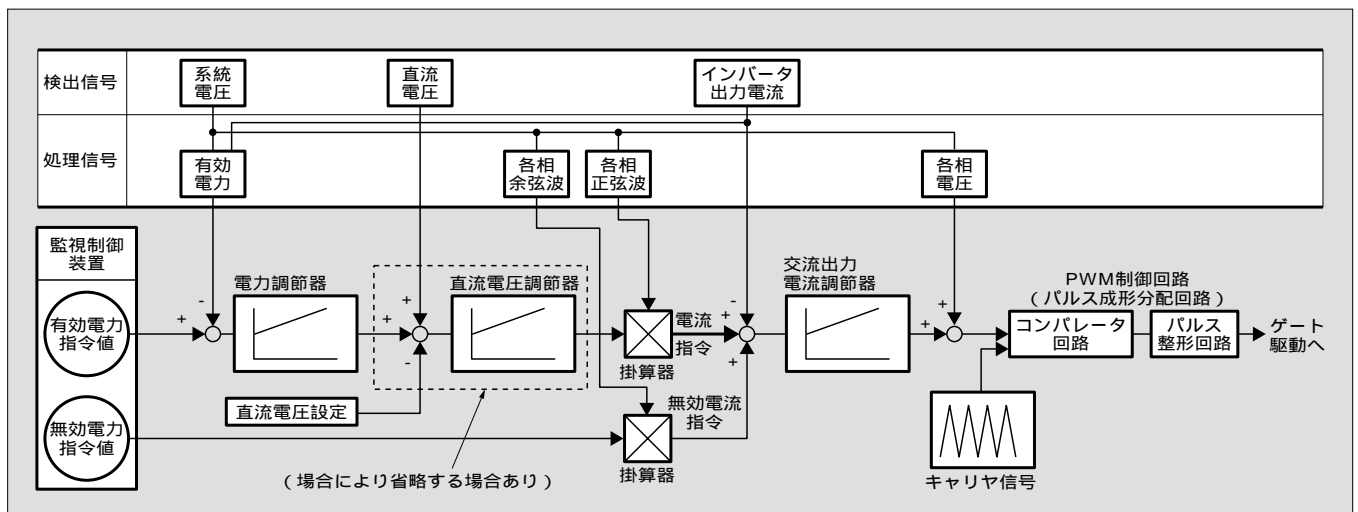 検出信号
系統
電圧
直流
電圧
インバータ
出力電流
処理信号
有効
電力
各相
余弦波
各相
正弦波
各相
電圧
監視制御
装置
有効電力
指令値
無効電力
指令値
+
-
電力調節器
+
+
-
直流電圧調節器
直流電圧設定
(場合により省略する場合あり)
掛算器
電流
指令
掛算器
無効電流
指令
-
+
+
交流出力
電流調節器
+
+
PWM制御回路
(パルス成形分配回路)
コンパレータ
回路
パルス
整形回路
ゲート
駆動へ
キャリヤ信号